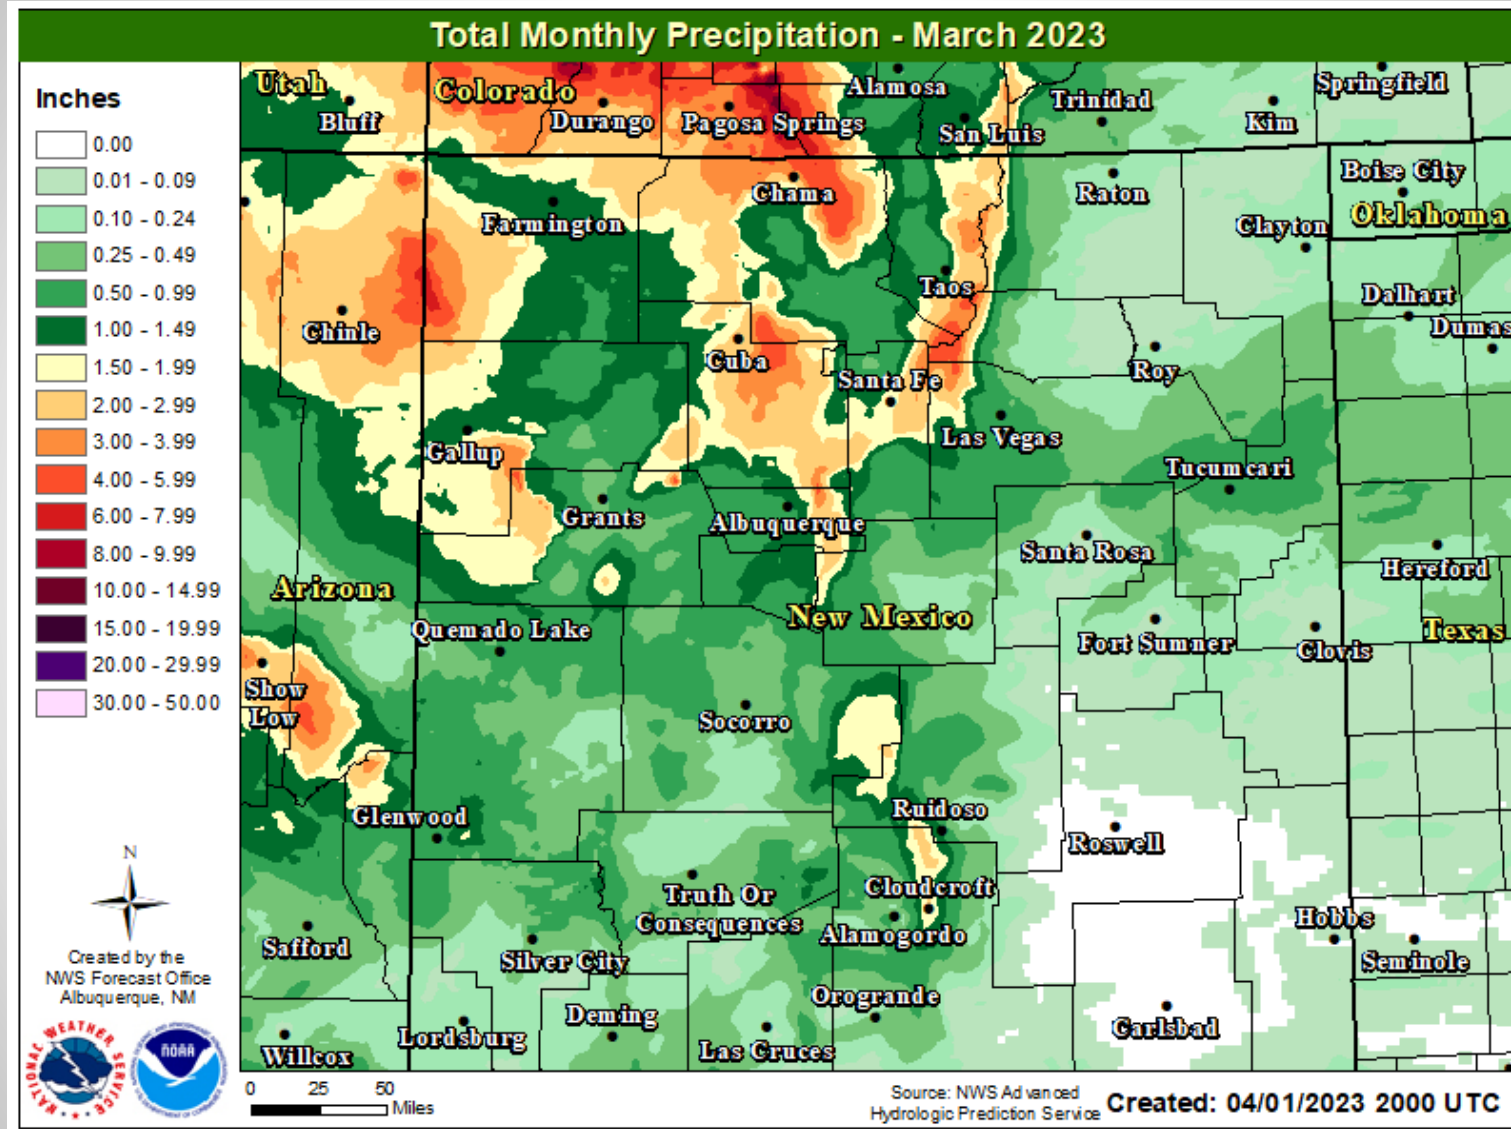 Total Monthly Precipitation - March 2023
Inches
0.00
0.01 - 0.09
0.10 - 0.24
0.25 - 0.49
0.50 - 0.99
1.00 - 1.49
1.50 - 1.99
2.00 - 2.99
3.00 - 3.99
4.00 - 5.99
6.00 - 7.99
8.00 - 9.99
10.00 - 14.99
15.00 - 19.99
20.00 - 29.99
30.00 - 50.00
N
Created by the
NWS Forecast Office
Albuquerque, NM
NATIONAL WEATHER SERVICE
NOAA
Utah
Colorado
Bluff
Durango
Pagosa Springs
Alamosa
San Luis
Trinidad
Kim
Springfield
Boise City
Oklahoma
Chama
Raton
Clayton
Farmington
Taos
Dalhart
Dumas
Chinle
Cuba
Santa Fe
Roy
Gallup
Las Vegas
Tucumcari
Grants
Albuquerque
Santa Rosa
Hereford
Arizona
New Mexico
Texas
Quemado Lake
Fort Sumner
Clovis
Show
Low
Socorro
Glenwood
Ruidoso
Roswell
Truth Or
Consequences
Cloudcroft
Alamogordo
Hobbs
Seminole
Safford
Silver City
Orogrande
Carlsbad
Willcox
Lordsburg
Deming
Las Cruces
0 25 50
Miles
Source: NWS Advanced
Hydrologic Prediction Service
Created: 04/01/2023 2000 UTC